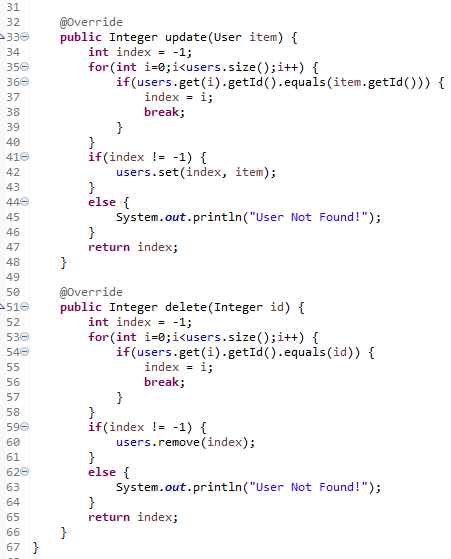 31
32     @Override
33     public Integer update(User item) {
34         int index = -1;
35         for(int i=0;i<users.size();i++) {
36             if(users.get(i).getId().equals(item.getId())) {
37                 index = i;
38                 break;
39             }
40         }
41         if(index != -1) {
42             users.set(index, item);
43         }
44         else {
45             System.out.println("User Not Found!");
46         }
47         return index;
48     }
49
50     @Override
51     public Integer delete(Integer id) {
52         int index = -1;
53         for(int i=0;i<users.size();i++) {
54             if(users.get(i).getId().equals(id)) {
55                 index = i;
56                 break;
57             }
58         }
59         if(index != -1) {
60             users.remove(index);
61         }
62         else {
63             System.out.println("User Not Found!");
64         }
65         return index;
66     }
67 }